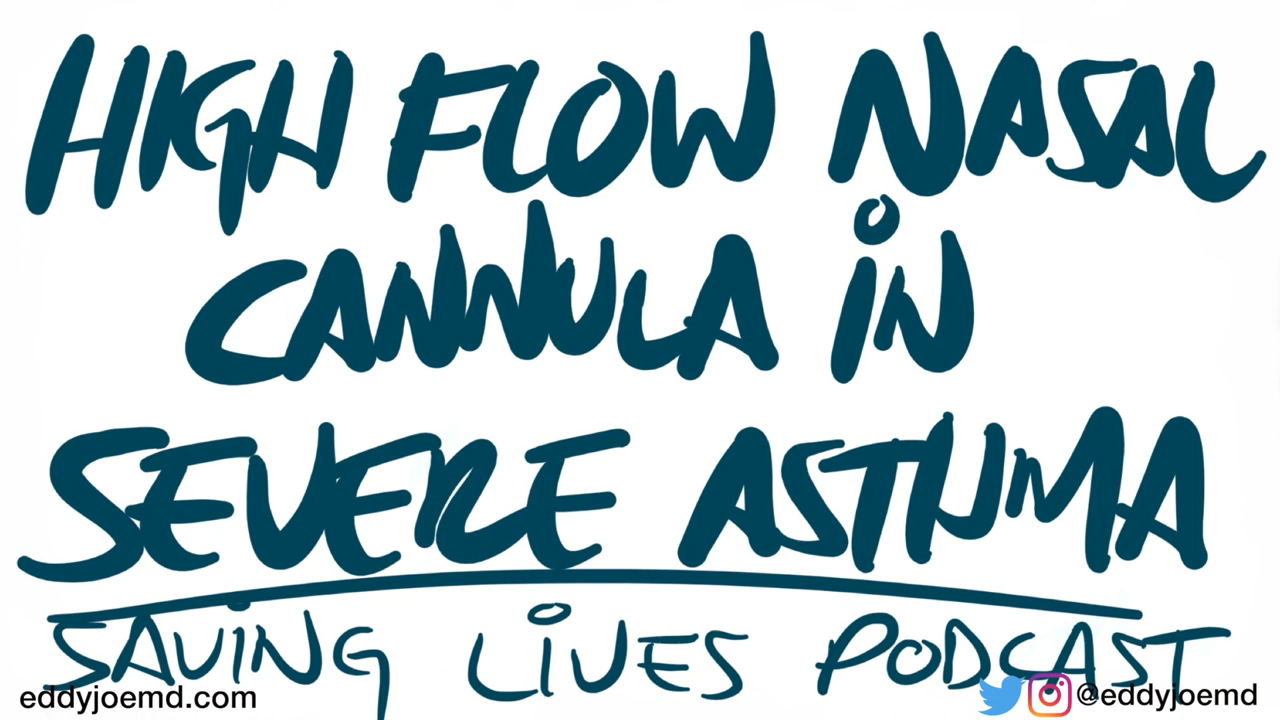 HIGH FLOW NASAL
CANNULA iN
SEVERE ASTHMA
SAViNG LiVES PODCAST
eddyjoemd.com
@eddyjoemd